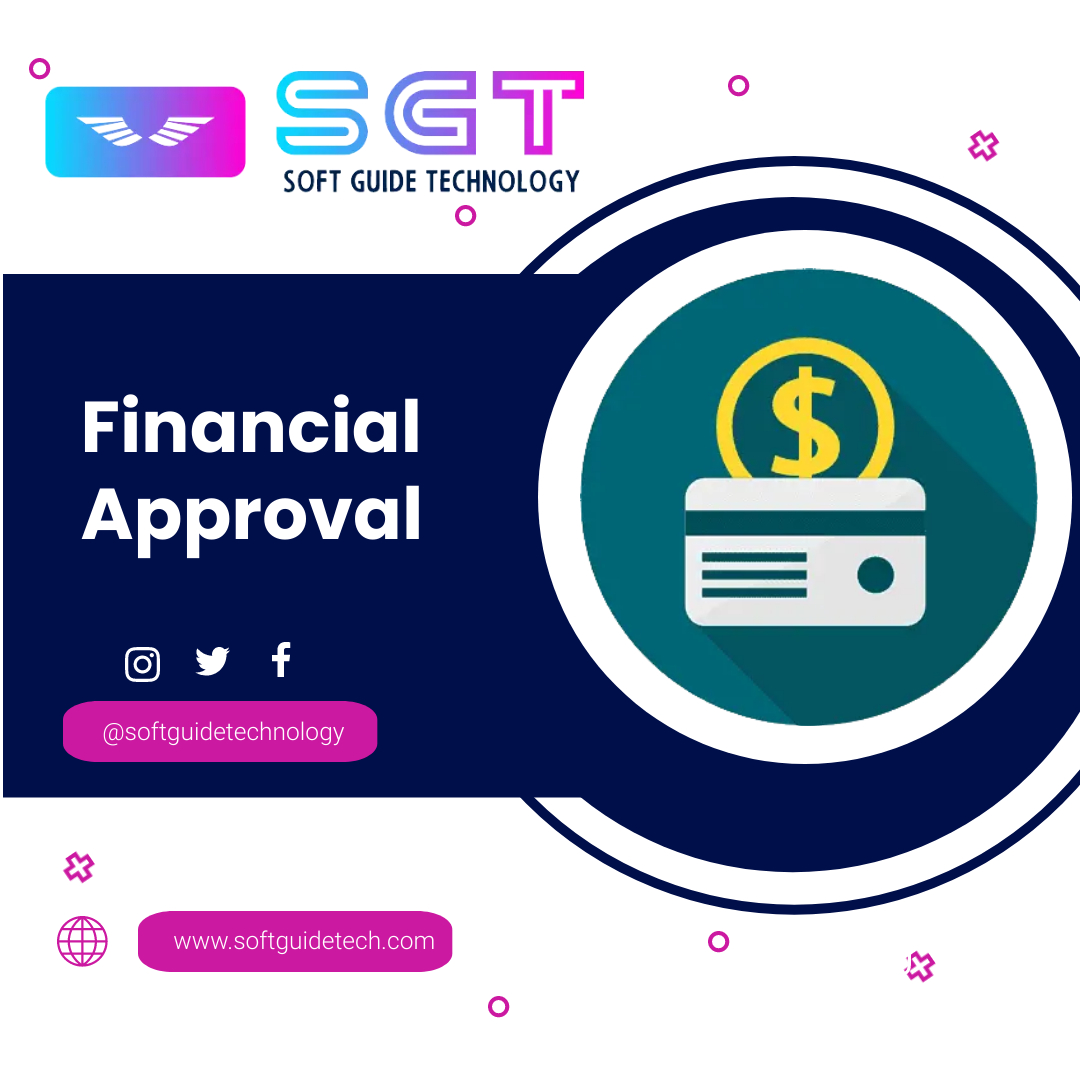 SGT
SOFT GUIDE TECHNOLOGY
Financial
Approval
$
@softguidetechnology
www.softguidetech.com